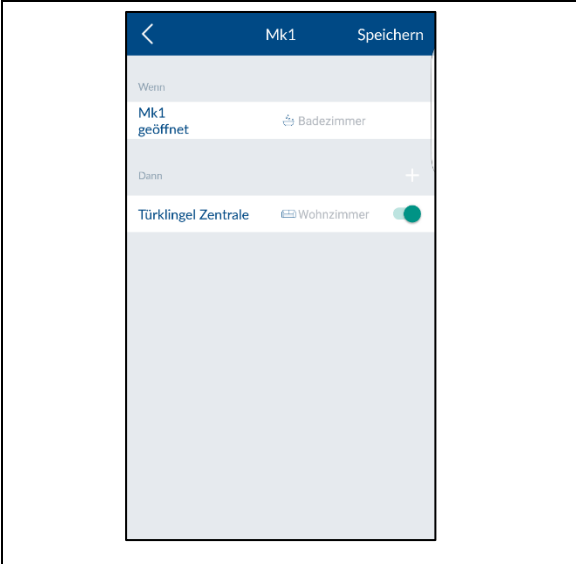 Mk1 Speichern
Wenn
Mk1
geöffnet Badezimmer
Dann
Türklingel Zentrale Wohnzimmer